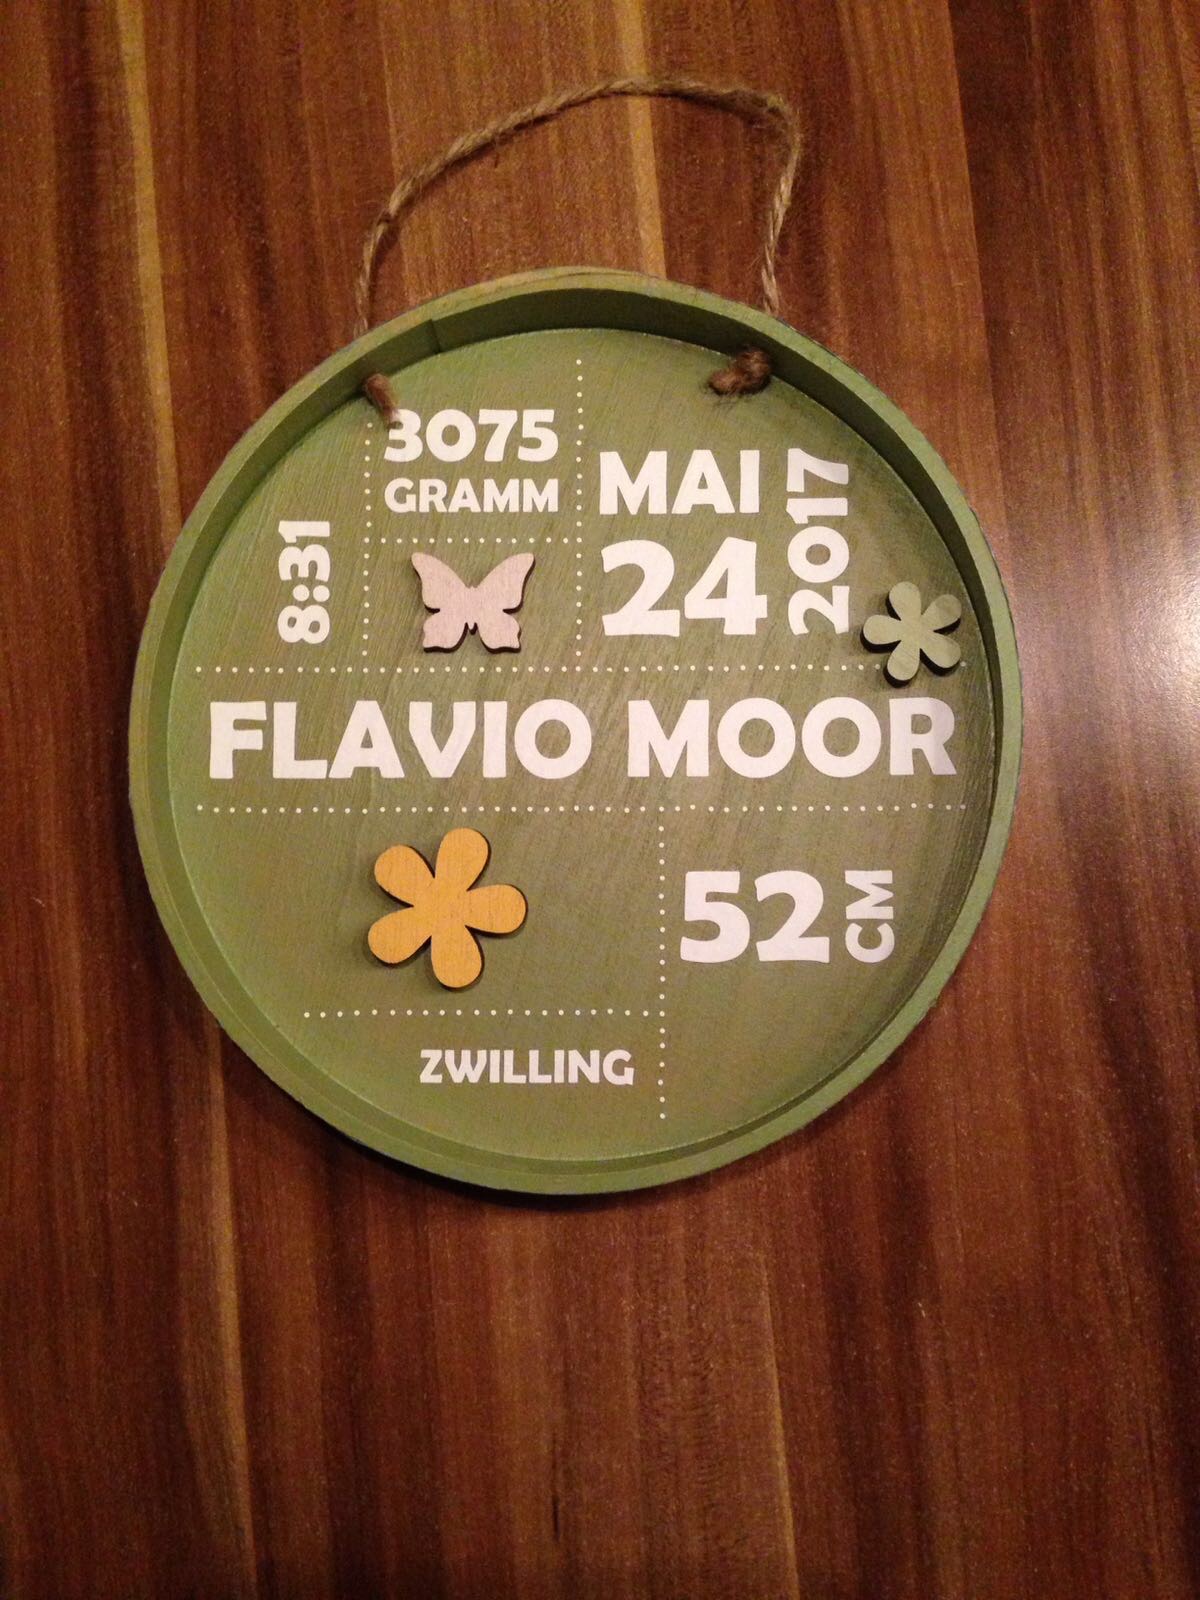 3075
GRAMM
8:31
MAI
24
2017
FLAVIO MOOR
52 CM
ZWILLING